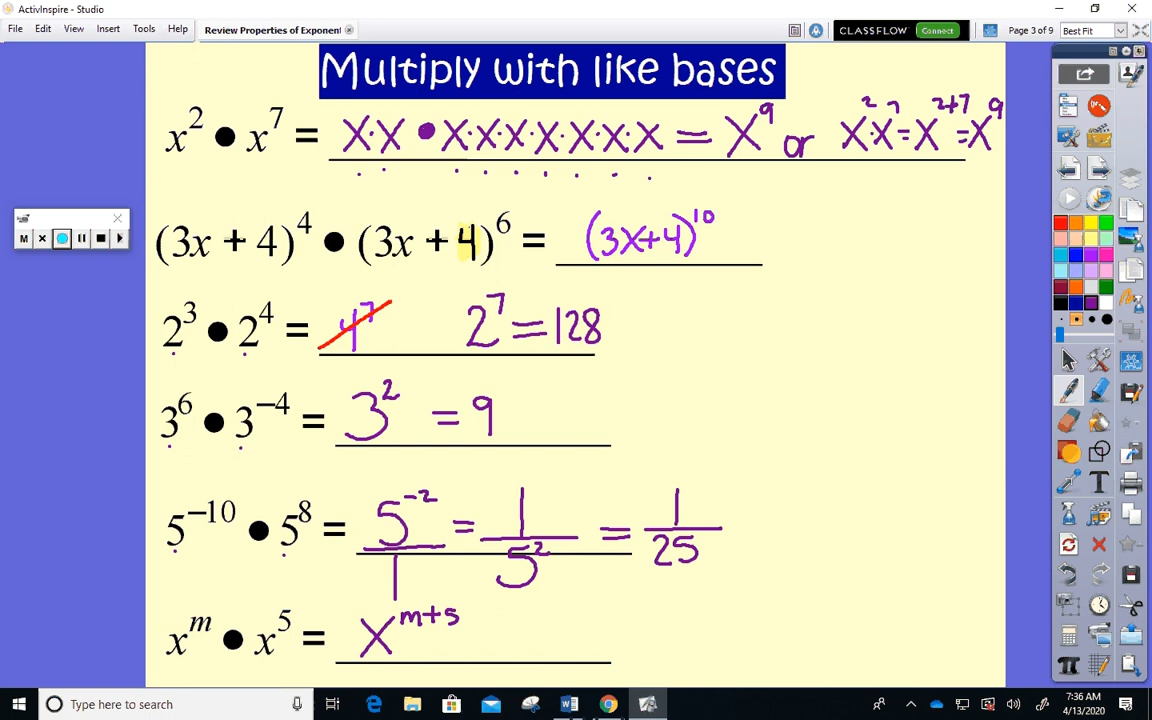 ActivInspire - Studio
File Edit View Insert Tools Help Review Properties of Exponent CLASSFLOW Connect Page 3 of 9 Best Fit
Multiply with like bases
x² • x⁷ = x·x • x·x·x·x·x·x·x = x⁹ or x²·x⁷=x²⁺⁷=x⁹
M
(3x + 4)⁴ • (3x + 4)⁶ = (3x+4)¹⁰
2³ • 2⁴ = 4⁷ 2⁷ = 128
3⁶ • 3⁻⁴ = 3² = 9
5⁻¹⁰ • 5⁸ = 5⁻²/1 = 1/5² = 1/25
xᵐ • x⁵ = xᵐ⁺⁵
Type here to search
7:36 AM
4/13/2020